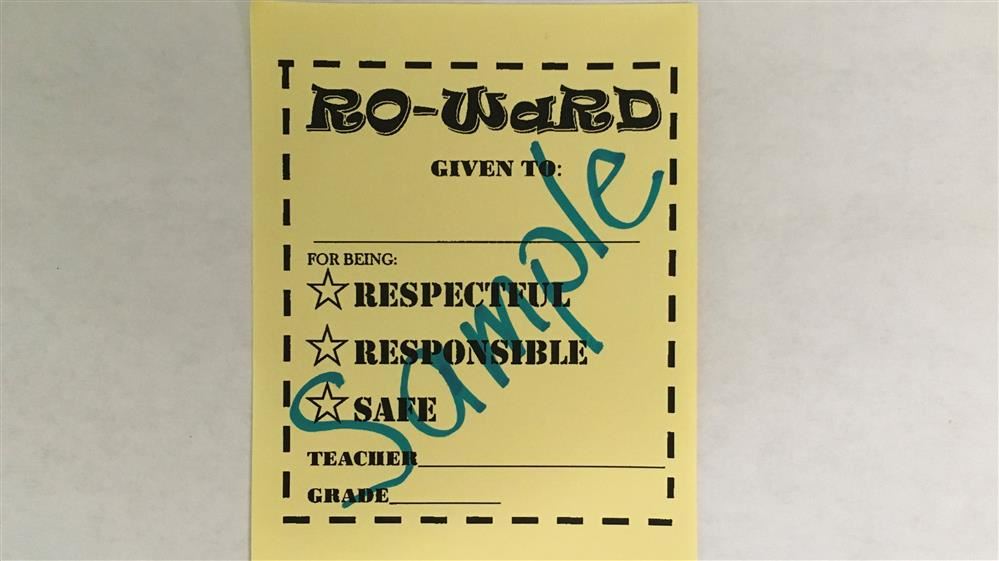 RO-WaRD
GIVEN TO:
FOR BEING:
RESPECTFUL
RESPONSIBLE
SAFE
TEACHER
GRADE
Sample